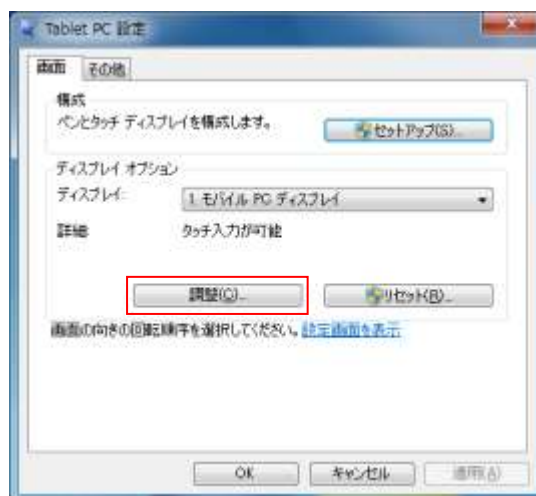 Tablet PC 設定
画面 その他
構成
ペンとタッチ ディスプレイを構成します。 セットアップ(S)...
ディスプレイ オプション
ディスプレイ: 1. モバイル PC ディスプレイ
詳細: タッチ入力が可能
調整(C)... リセット(R)...
画面の向きの回転順序を選択してください。 設定画面を表示
OK キャンセル 適用(A)